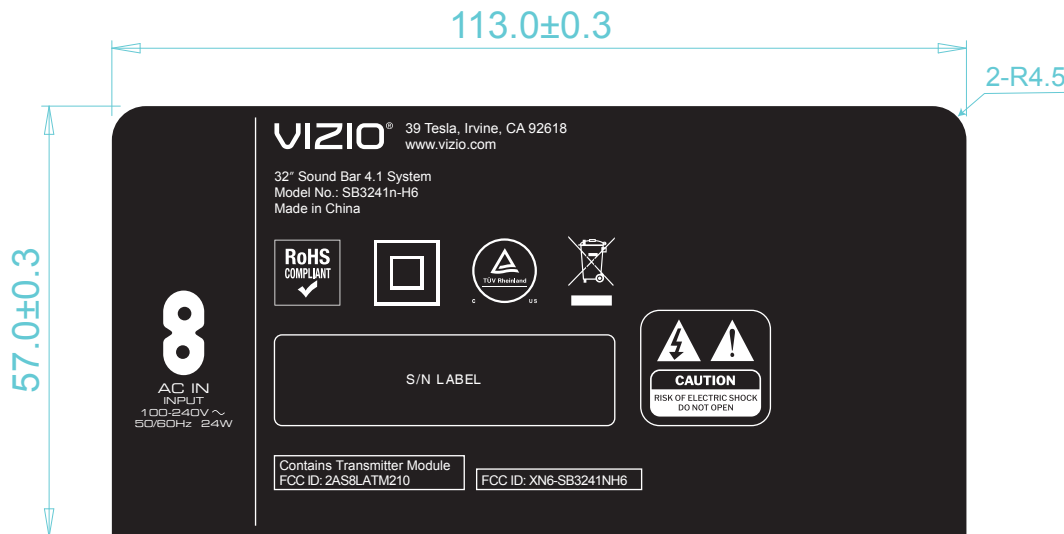 113.0±0.3
2-R4.5
57.0±0.3
VIZIO® 39 Tesla, Irvine, CA 92618
www.vizio.com
32" Sound Bar 4.1 System
Model No.: SB3241n-H6
Made in China
RoHS
COMPLIANT
TÜV Rheinland
C US
S/N LABEL
CAUTION
RISK OF ELECTRIC SHOCK
DO NOT OPEN
AC IN
INPUT
100-240V ~
50/60Hz 24W
Contains Transmitter Module
FCC ID: 2AS8LATM210
FCC ID: XN6-SB3241NH6